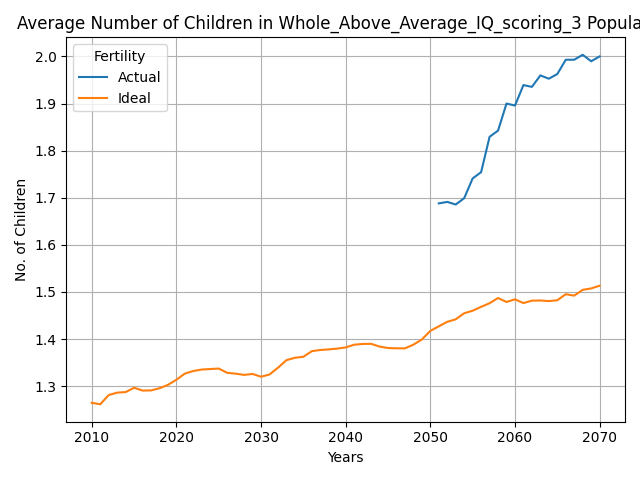 Average Number of Children in Whole_Above_Average_IQ_scoring_3 Popula
Fertility
Actual
Ideal
No. of Children
2.0
1.9
1.8
1.7
1.6
1.5
1.4
1.3
2010 2020 2030 2040 2050 2060 2070
Years